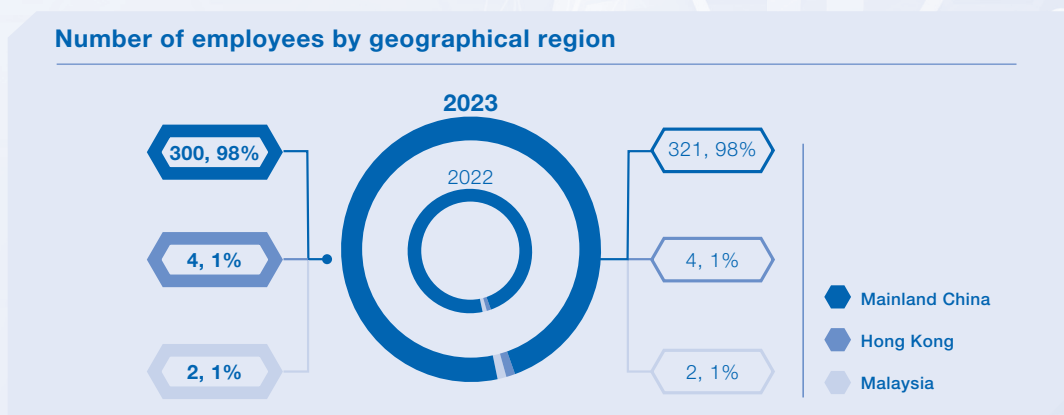 Number of employees by geographical region
2023
300, 98%
321, 98%
2022
4, 1%
4, 1%
Mainland China
Hong Kong
2, 1%
2, 1%
Malaysia